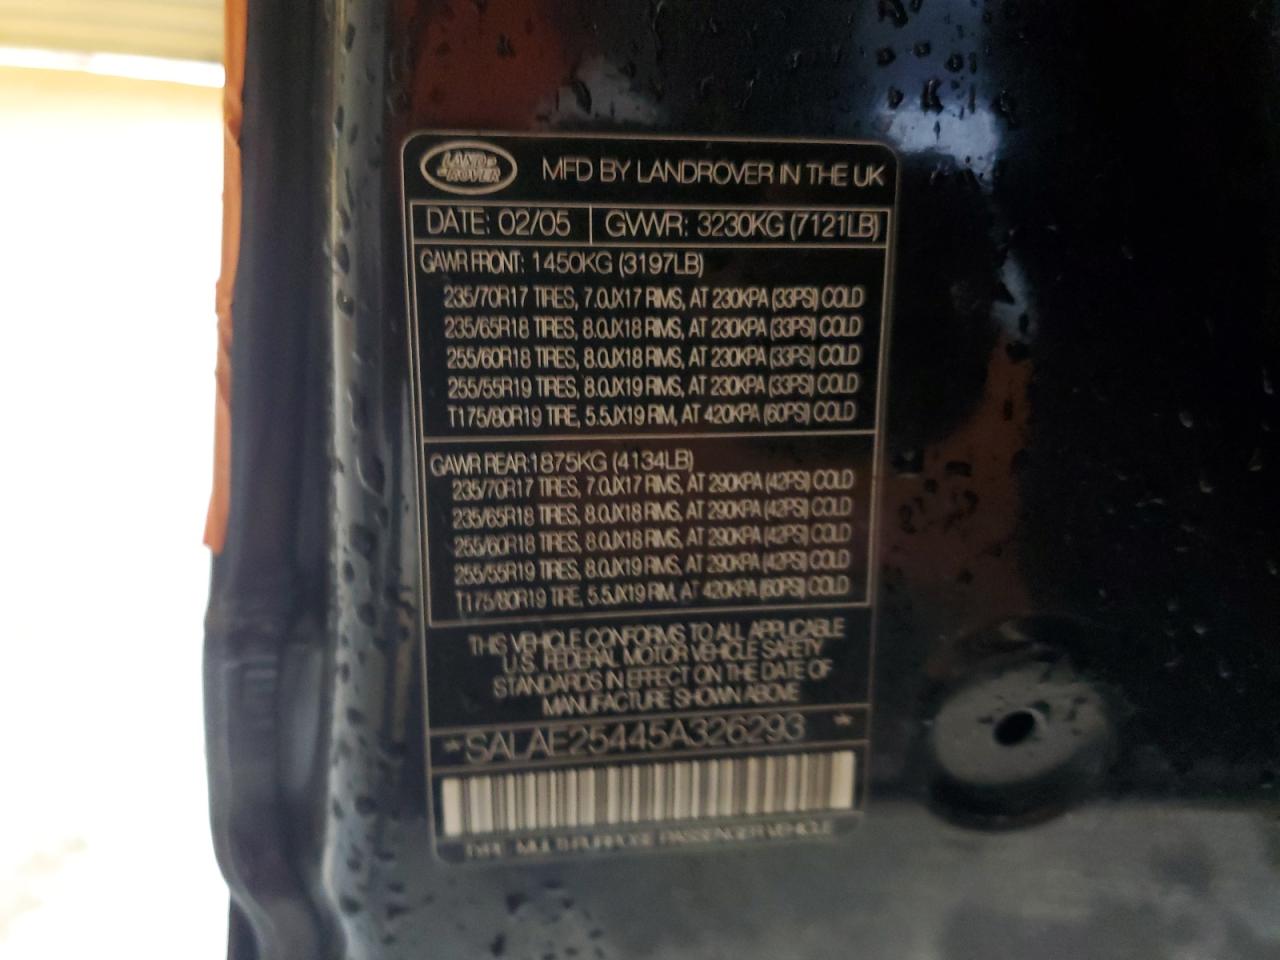 LAND-
-ROVER
MFD BY LANDROVER IN THE UK
DATE: 02/05 GVWR: 3230KG (7121LB)
GAWR FRONT: 1450KG (3197LB)
235/70R17 TIRES, 7.0JX17 RIMS, AT 230KPA (33PSI) COLD
235/65R18 TIRES, 8.0JX18 RIMS, AT 230KPA (33PSI) COLD
255/60R18 TIRES, 8.0JX18 RIMS, AT 230KPA (33PSI) COLD
255/55R19 TIRES, 8.0JX19 RIMS, AT 230KPA (33PSI) COLD
T175/80R19 TIRE, 5.5JX19 RIM, AT 420KPA (60PSI) COLD
GAWR REAR:1875KG (4134LB)
235/70R17 TIRES, 7.0JX17 RIMS, AT 290KPA (42PSI) COLD
235/65R18 TIRES, 8.0JX18 RIMS, AT 290KPA (42PSI) COLD
255/60R18 TIRES, 8.0JX18 RIMS, AT 290KPA (42PSI) COLD
255/55R19 TIRES, 8.0JX19 RIMS, AT 290KPA (42PSI) COLD
T175/80R19 TIRE, 5.5JX19 RIM, AT 420KPA (60PSI) COLD
THIS VEHICLE CONFORMS TO ALL APPLICABLE
U.S. FEDERAL MOTOR VEHICLE SAFETY
STANDARDS IN EFFECT ON THE DATE OF
MANUFACTURE SHOWN ABOVE
*SALAE25445A326293 *
TYPE MULTI-PURPOSE PASSENGER VEHICLE